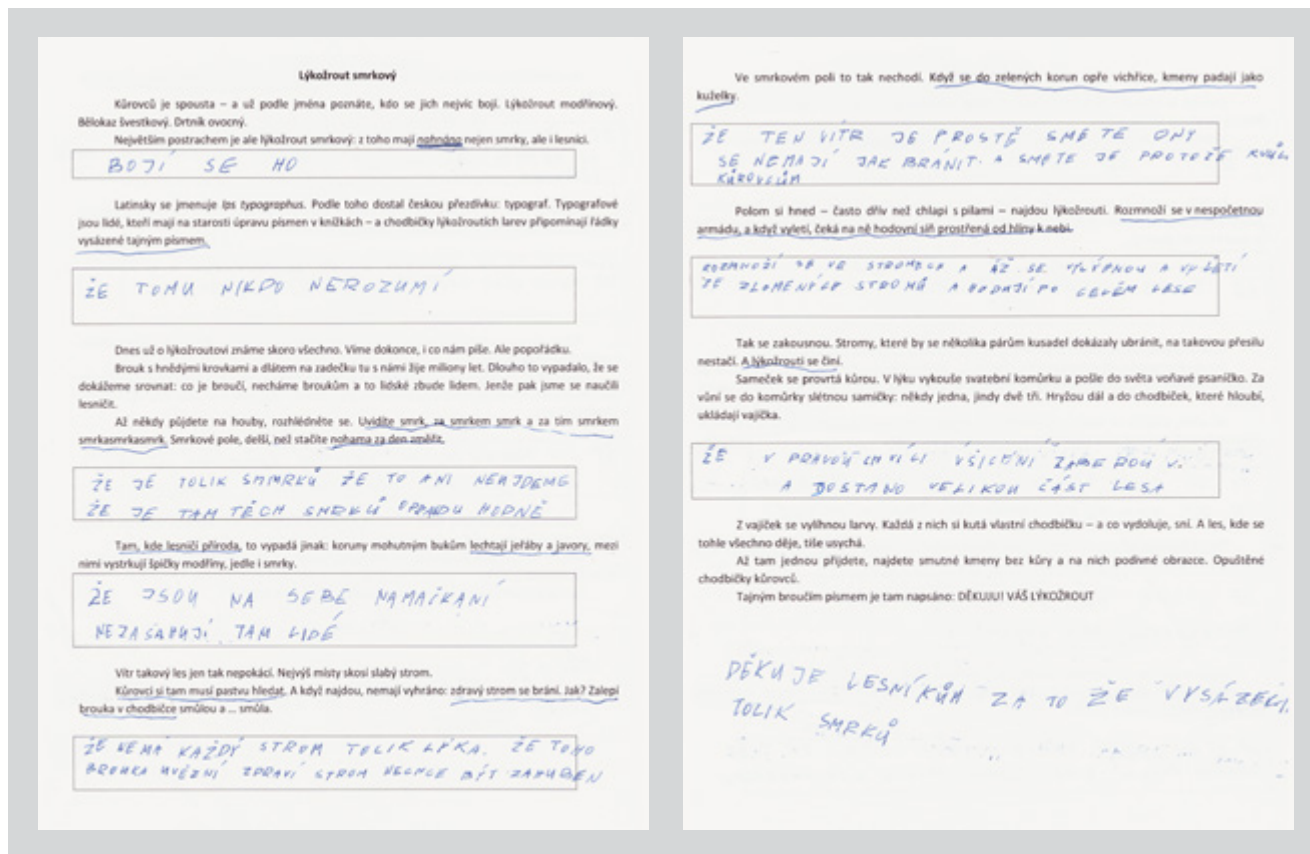 Lýkožrout smrkový
Kůrovců je spousta – a už podle jména poznáte, kdo se jich nejvíc bojí. Lýkožrout modřínový.
Bělokaz švestkový. Drtník ovocný.
Největším postrachem je ale lýkožrout smrkový: z toho mají nahnáno nejen smrky, ale i lesníci.
BOJÍ SE HO
Latinsky se jmenuje Ips typographus. Podle toho dostal českou přezdívku: typograf. Typografové
jsou lidé, kteří mají na starosti úpravu písmen v knížkách – a chodbičky lýkožroutích larev připomínají řádky
vysázené tajným písmem.
ŽE TOMU NIKDO NEROZUMÍ
Dnes už o lýkožroutovi známe skoro všechno. Víme dokonce, i co nám píše. Ale popořádku.
Brouk s hnědými krovkami a dlátem na zadečku tu s námi žije miliony let. Dlouho to vypadalo, že se
dokážeme srovnat: co je broučí, necháme broukům a to lidské zbude lidem. Jenže pak jsme se naučili
lesničit.
Až někdy půjdete na houby, rozhlédněte se. Uvidíte smrk, za smrkem smrk a za tím smrkem
smrkasmrkasmrk. Smrkové pole, delší, než stačíte nohama za den změřit.
ŽE JE TOLIK SMMRKŮ ŽE TO ANI NEUJDEME
ŽE JE TAM TĚCH SMRKŮ OPRAVDU HODNĚ
Tam, kde lesničí příroda, to vypadá jinak: koruny mohutným bukům lechtají jeřáby a javory, mezi
nimi vystrkují špičky modříny, jedle i smrky.
ŽE JSOU NA SEBE NAMAČKANÍ
NEZASAHUJÍ TAM LIDÉ
Vítr takový les jen tak nepokácí. Nejvýš místy skosí slabý strom.
Kůrovci si tam musí pastvu hledat. A když najdou, nemají vyhráno: zdravý strom se brání. Jak? Zalepí
brouka v chodbičce smůlou a ... smůla.
ŽE NEMÁ KAŽDÝ STROM TOLIK LÝKA. ŽE TOHO
BROUKA UVĚZNÍ ZDRAVÍ STROM NECHCE BÝT ZAHUBEN
Ve smrkovém poli to tak nechodí. Když se do zelených korun opře vichřice, kmeny padají jako
kuželky.
ŽE TEN VÍTR JE PROSTĚ SMETE ONY
SE NEMAJÍ JAK BRÁNIT. A SMETE JE PROTOŽE KVŮLI
KŮROVCŮM
Polom si hned – často dřív než chlapi s pilami – najdou lýkožrouti. Rozmnoží se v nespočetnou
armádu, a když vyletí, čeká na ně hodovní síň prostřená od hlíny k nebi.
ROZMNOŽÍ SE VE STROMECH A AŽ SE VYLÍPNOU A VYLETÍ
ZE ZLOMENÝCH STROMŮ A HODAJÍ PO CELÉM LESE
Tak se zakousnou. Stromy, které by se několika párům kusadel dokázaly ubránit, na takovou přesilu
nestačí. A lýkožrouti se činí.
Sameček se provrtá kůrou. V lýku vykouše svatební komůrku a pošle do světa voňavé psaníčko. Za
vůní se do komůrky slétnou samičky: někdy jedna, jindy dvě tři. Hryžou dál a do chodbiček, které hloubí,
ukládají vajíčka.
ŽE V PRAVOU CHVÍLI VŠICHNI ZABEROU
A DOSTANO VELIKOU ČÁST LESA
Z vajíček se vylíhnou larvy. Každá z nich si kutá vlastní chodbičku – a co vydoluje, sní. A les, kde se
tohle všechno děje, tiše usychá.
Až tam jednou přijdete, najdete smutné kmeny bez kůry a na nich podivné obrazce. Opuštěné
chodbičky kůrovců.
Tajným broučím písmem je tam napsáno: DĚKUJU! VÁŠ LÝKOŽROUT
DĚKUJE LESNÍKŮM ZA TO ŽE VYSÁZELI
TOLIK SMRKŮ